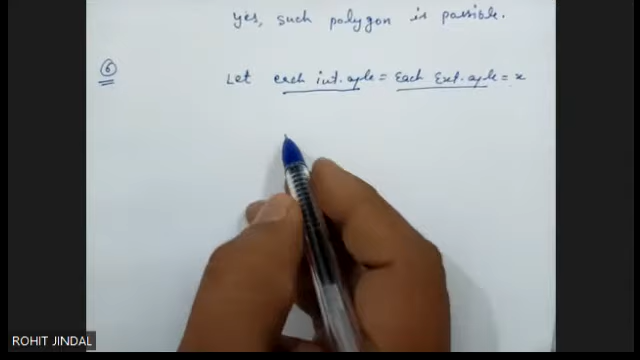 yes, such polygon is possible.
6 Let each int. angle = Each Ext. angle = x
ROHIT JINDAL